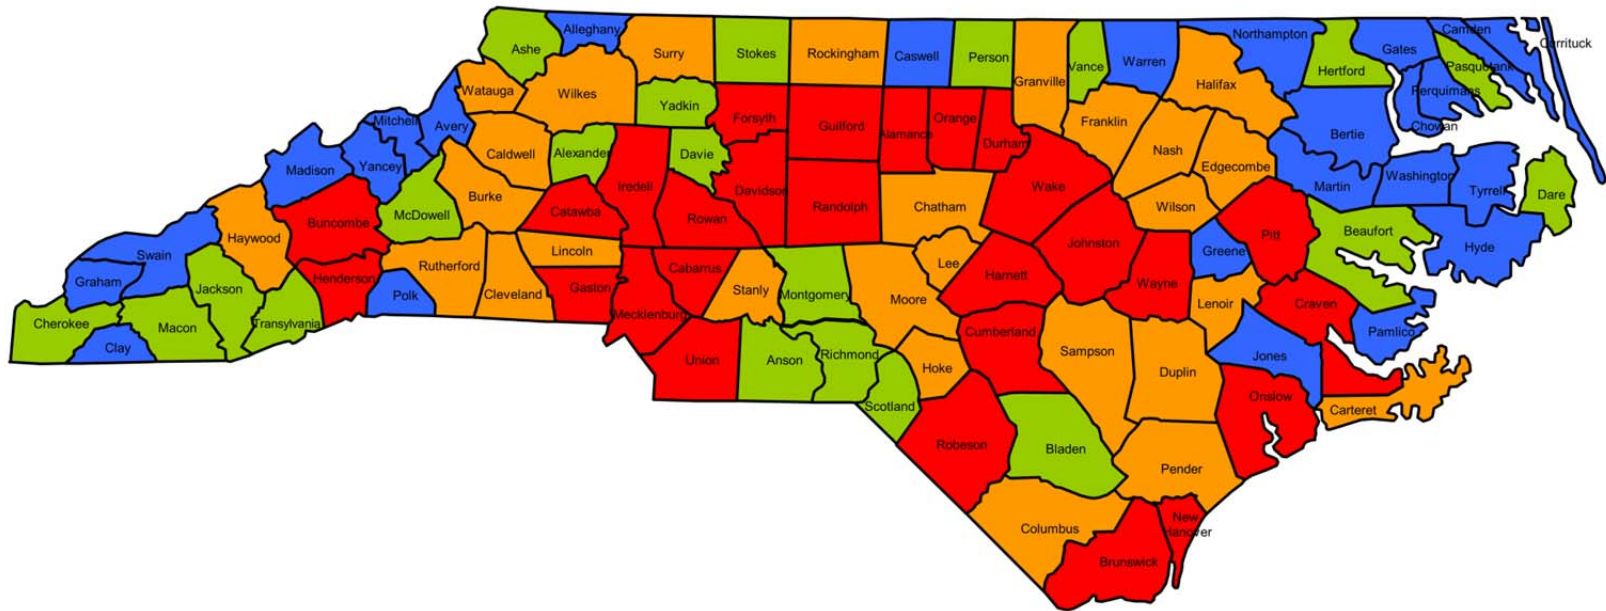 Alleghany
Ashe
Surry
Stokes
Rockingham
Caswell
Person
Vance
Warren
Northampton
Gates
Camden
Currituck
Hertford
Pasquotank
Granville
Halifax
Watauga
Wilkes
Yadkin
Forsyth
Guilford
Alamance
Orange
Durham
Franklin
Perquimans
Chowan
Bertie
Mitchell
Avery
Caldwell
Alexander
Davie
Nash
Edgecombe
Madison
Yancey
Iredell
Davidson
Wake
Martin
Washington
Tyrrell
Dare
Burke
McDowell
Catawba
Rowan
Randolph
Chatham
Wilson
Buncombe
Haywood
Johnston
Pitt
Beaufort
Hyde
Swain
Rutherford
Lincoln
Lee
Greene
Graham
Jackson
Henderson
Polk
Cleveland
Gaston
Cabarrus
Stanly
Montgomery
Moore
Harnett
Wayne
Lenoir
Craven
Cherokee
Macon
Transylvania
Mecklenburg
Clay
Union
Anson
Richmond
Hoke
Cumberland
Sampson
Duplin
Jones
Pamlico
Scotland
Onslow
Carteret
Robeson
Bladen
Pender
Columbus
New
Hanover
Brunswick